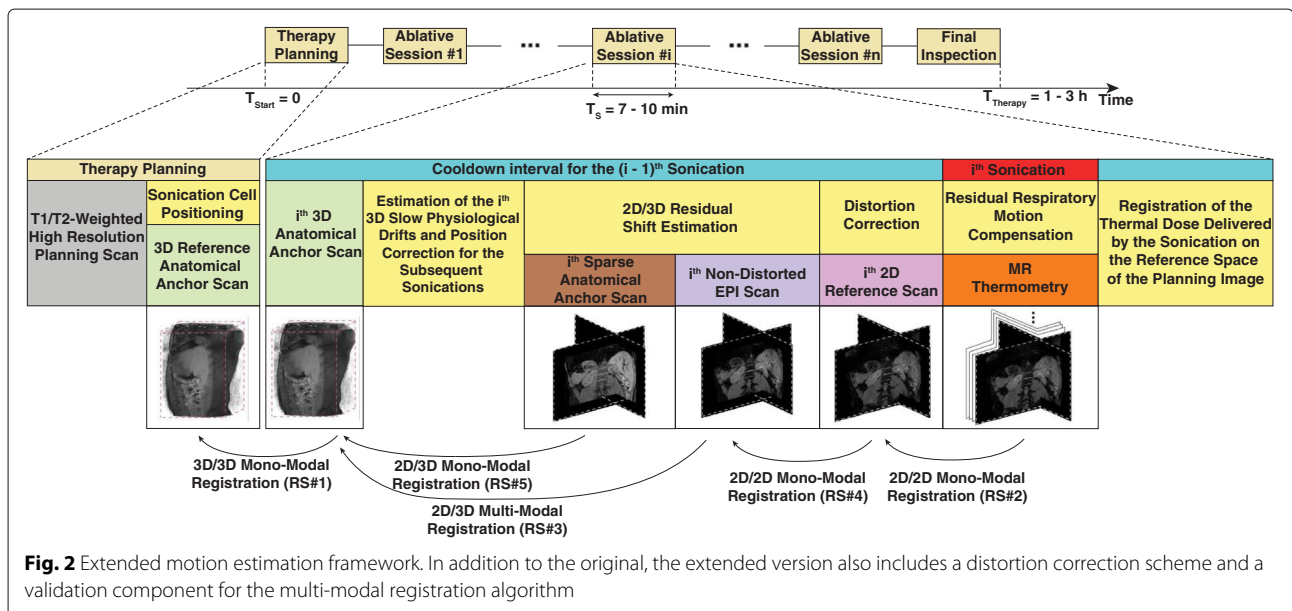 Therapy
Planning
Ablative
Session #1
...
Ablative
Session #i
...
Ablative
Session #n
Final
Inspection
TStart = 0
TS = 7 - 10 min
TTherapy = 1 - 3 h
Time
Therapy Planning
Cooldown interval for the (i - 1)th Sonication
ith Sonication
T1/T2-Weighted
High Resolution
Planning Scan
Sonication Cell
Positioning
3D Reference
Anatomical
Anchor Scan
ith 3D
Anatomical
Anchor Scan
Estimation of the ith
3D Slow Physiological
Drifts and Position
Correction for the
Subsequent
Sonications
2D/3D Residual
Shift Estimation
ith Sparse
Anatomical
Anchor Scan
ith Non-Distorted
EPI Scan
Distortion
Correction
ith 2D
Reference Scan
Residual Respiratory
Motion
Compensation
MR
Thermometry
Registration of the
Thermal Dose Delivered
by the Sonication on
the Reference Space
of the Planning Image
3D/3D Mono-Modal
Registration (RS#1)
2D/3D Mono-Modal
Registration (RS#5)
2D/3D Multi-Modal
Registration (RS#3)
2D/2D Mono-Modal
Registration (RS#4)
2D/2D Mono-Modal
Registration (RS#2)
Fig. 2 Extended motion estimation framework. In addition to the original, the extended version also includes a distortion correction scheme and a
validation component for the multi-modal registration algorithm